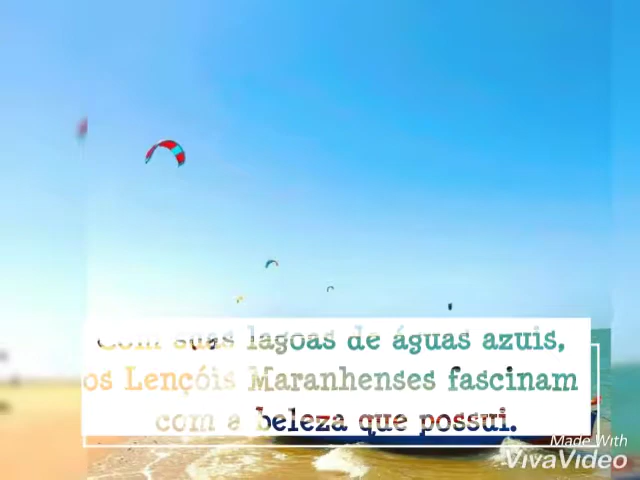 Com suas lagoas de águas azuis,
os Lençóis Maranhenses fascinam
com a beleza que possui.
Made With
VivaVideo